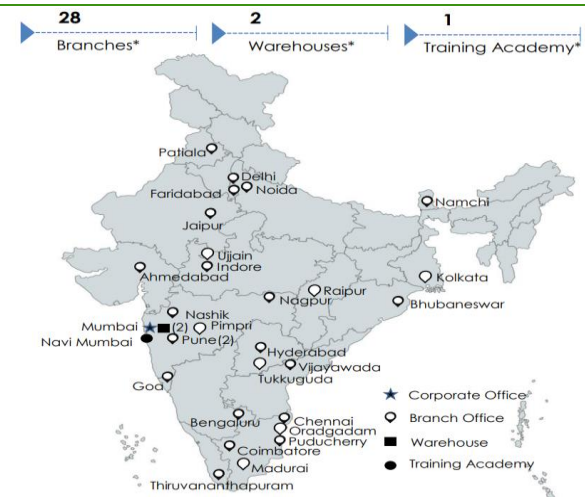 28
2
1
Branches*
Warehouses*
Training Academy*
Patiala
Delhi
Faridabad
Noida
Namchi
Jaipur
Ujjain
Indore
Ahmedabad
Kolkata
Raipur
Nagpur
Bhubaneswar
Nashik
Mumbai
(2)
Pimpri
Navi Mumbai
Pune(2)
Hyderabad
Vijayawada
Tukkuguda
Goa
Corporate Office
Bengaluru
Chennai
Branch Office
Oradgadam
Puducherry
Warehouse
Coimbatore
Madurai
Training Academy
Thiruvananthapuram